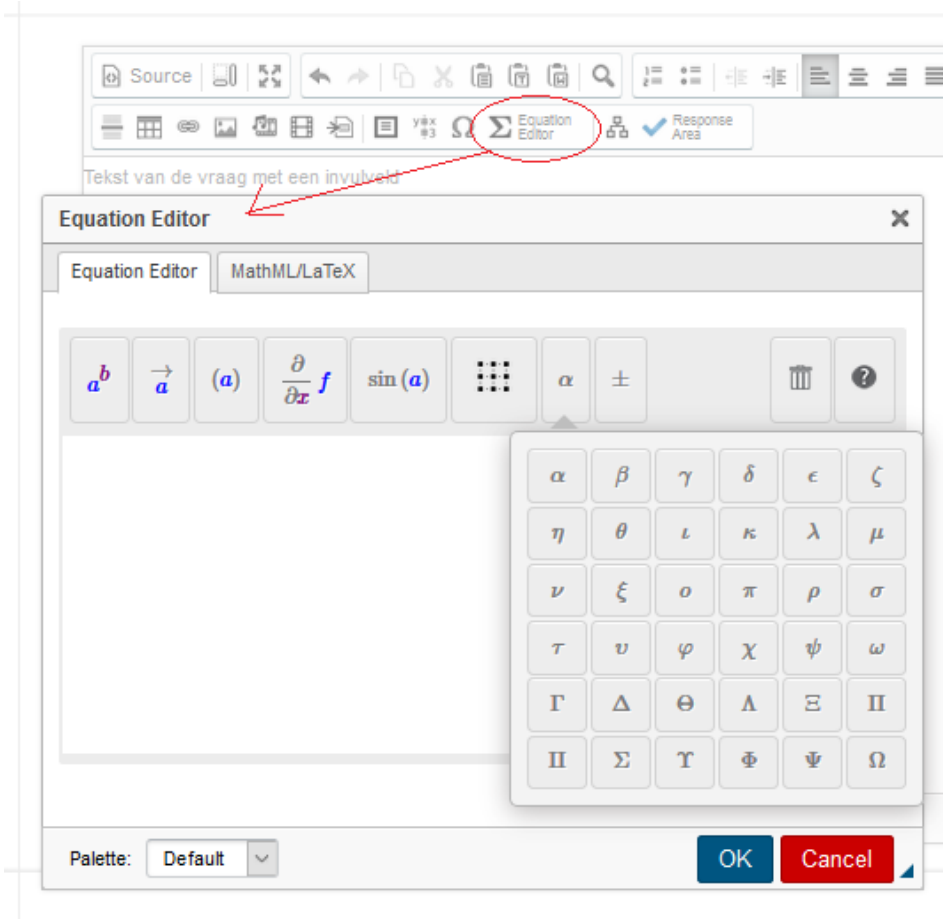 Source
Ω Σ Equation Editor Response Area
Tekst van de vraag met een invulveld
Equation Editor
Equation Editor MathML/LaTeX
a^b →a (a) ∂/∂x f sin (a) α ± ?
α β γ δ ϵ ζ
η θ ι κ λ μ
ν ξ ο π ρ σ
τ υ φ χ ψ ω
Γ Δ Θ Λ Ξ Π
Π Σ ϒ Φ Ψ Ω
Palette: Default OK Cancel